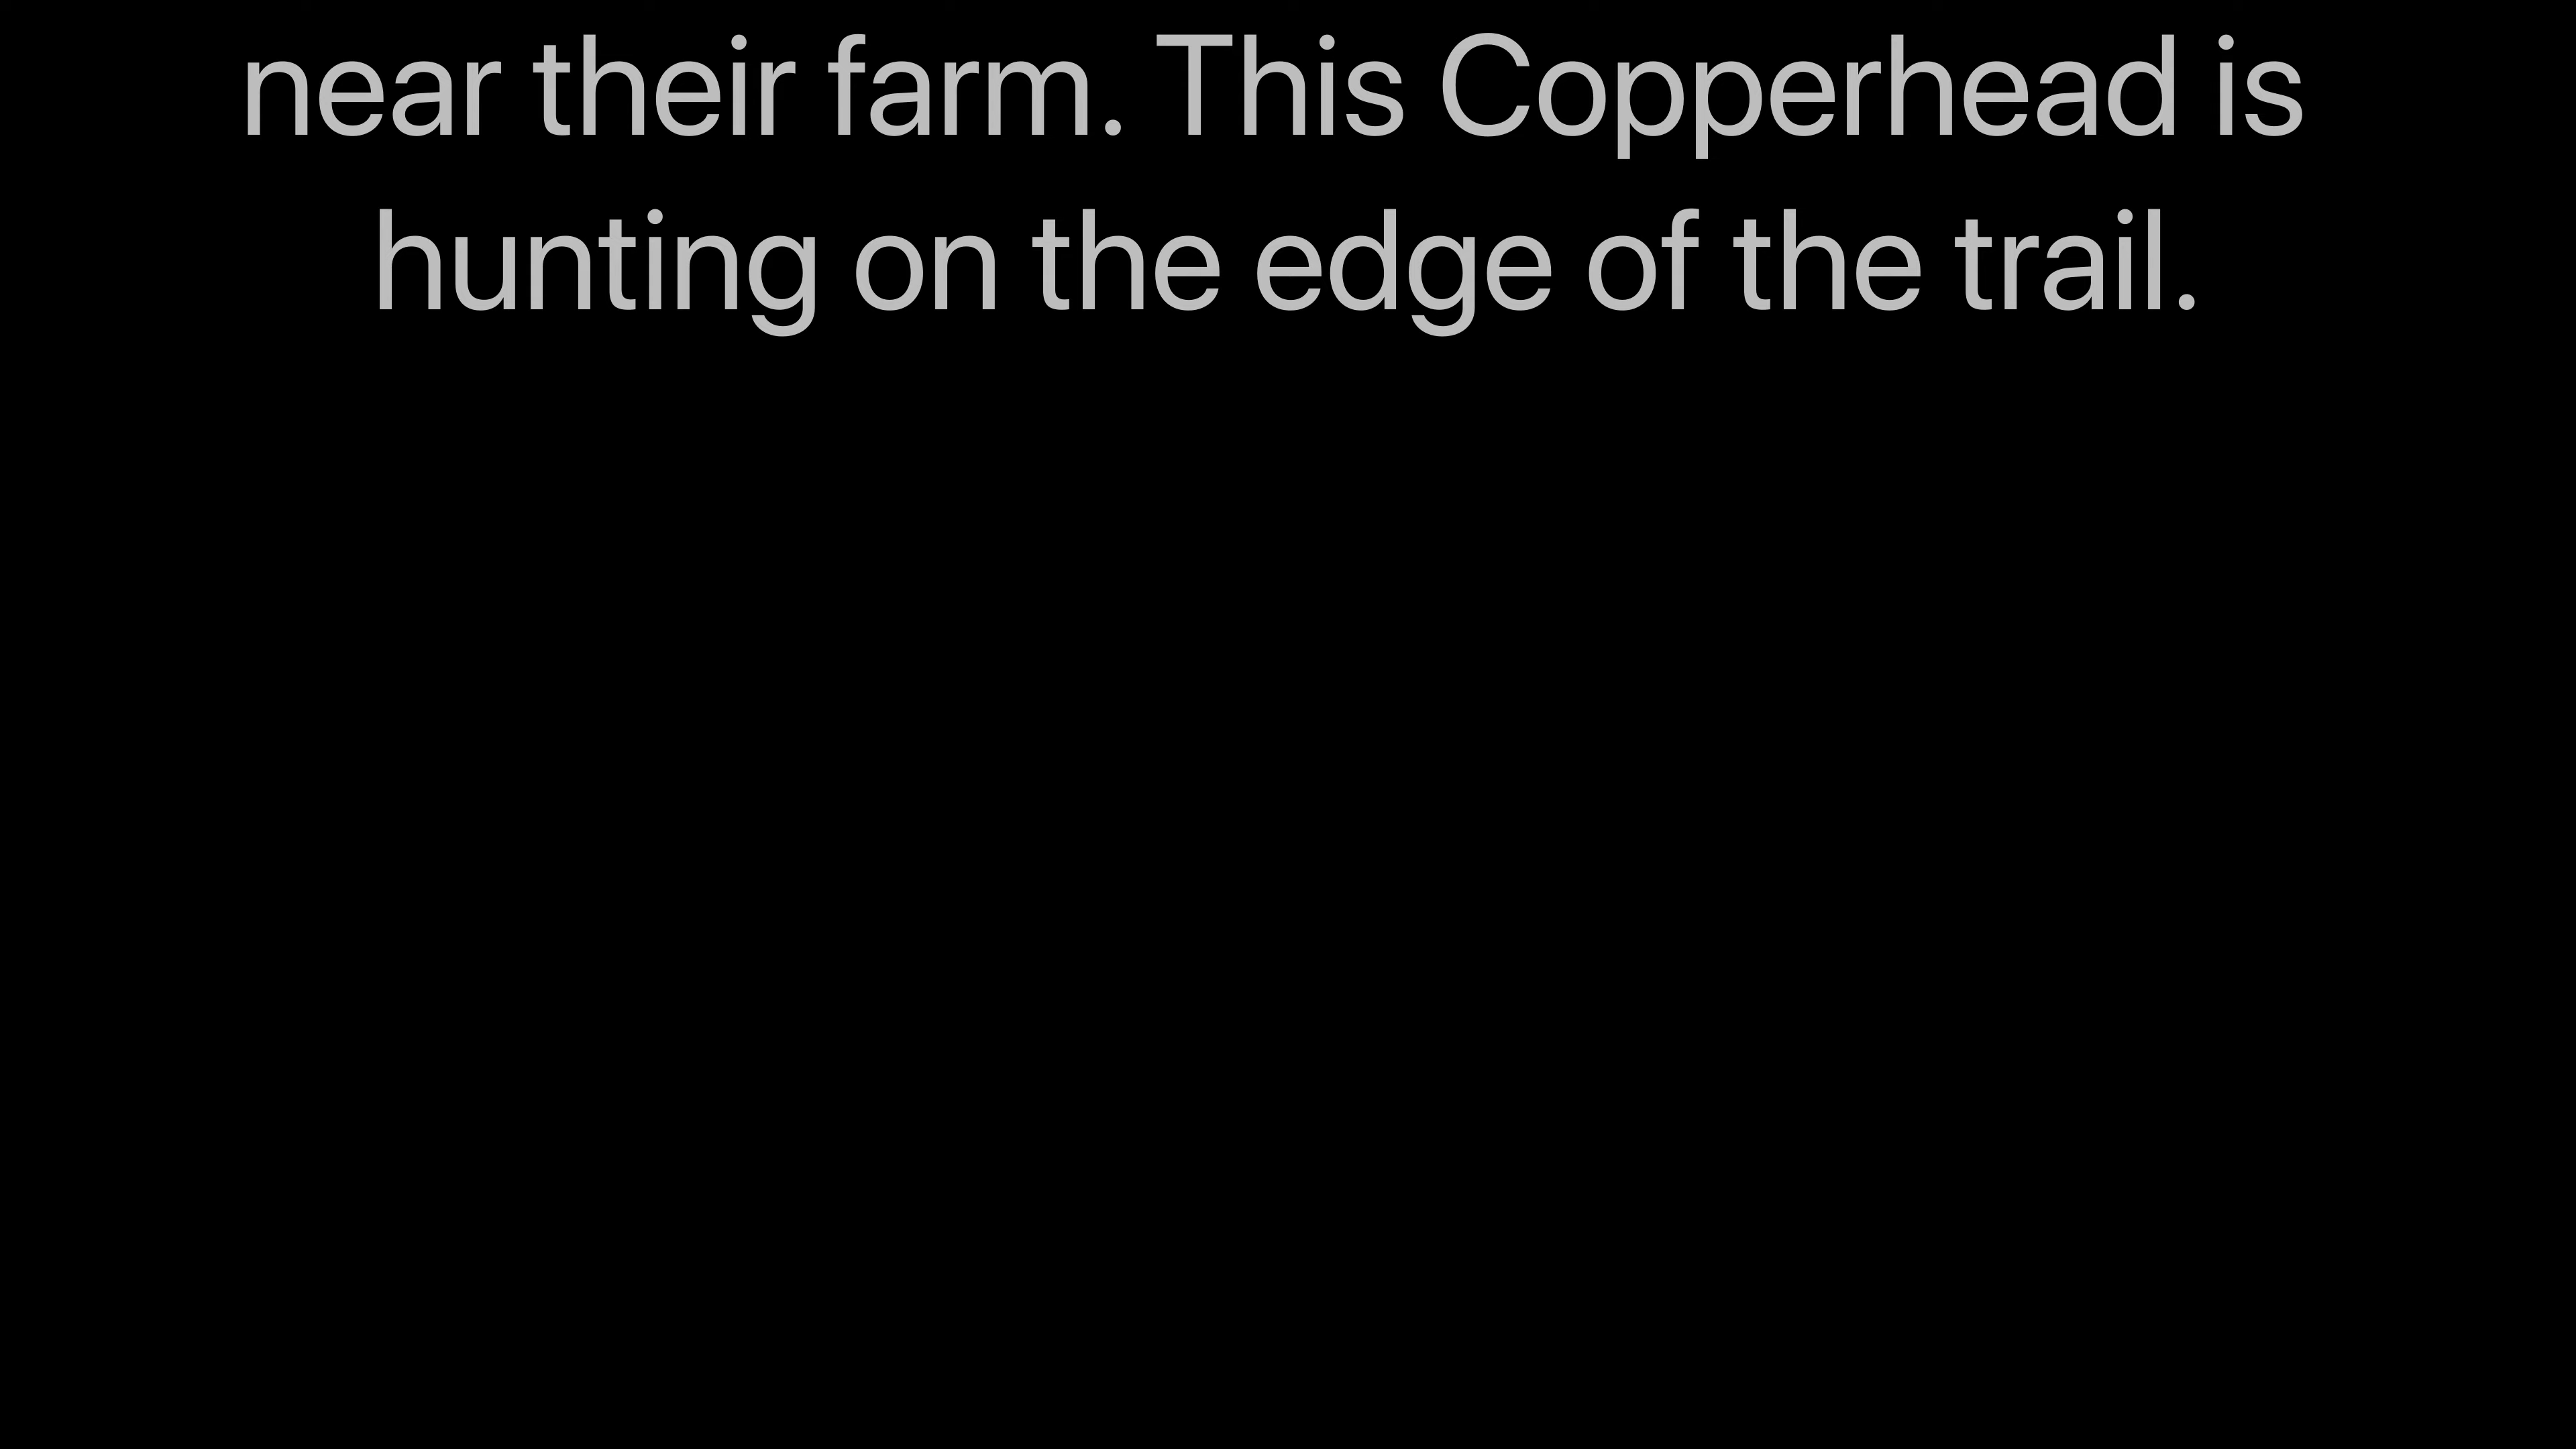 near their farm. This Copperhead is
hunting on the edge of the trail.